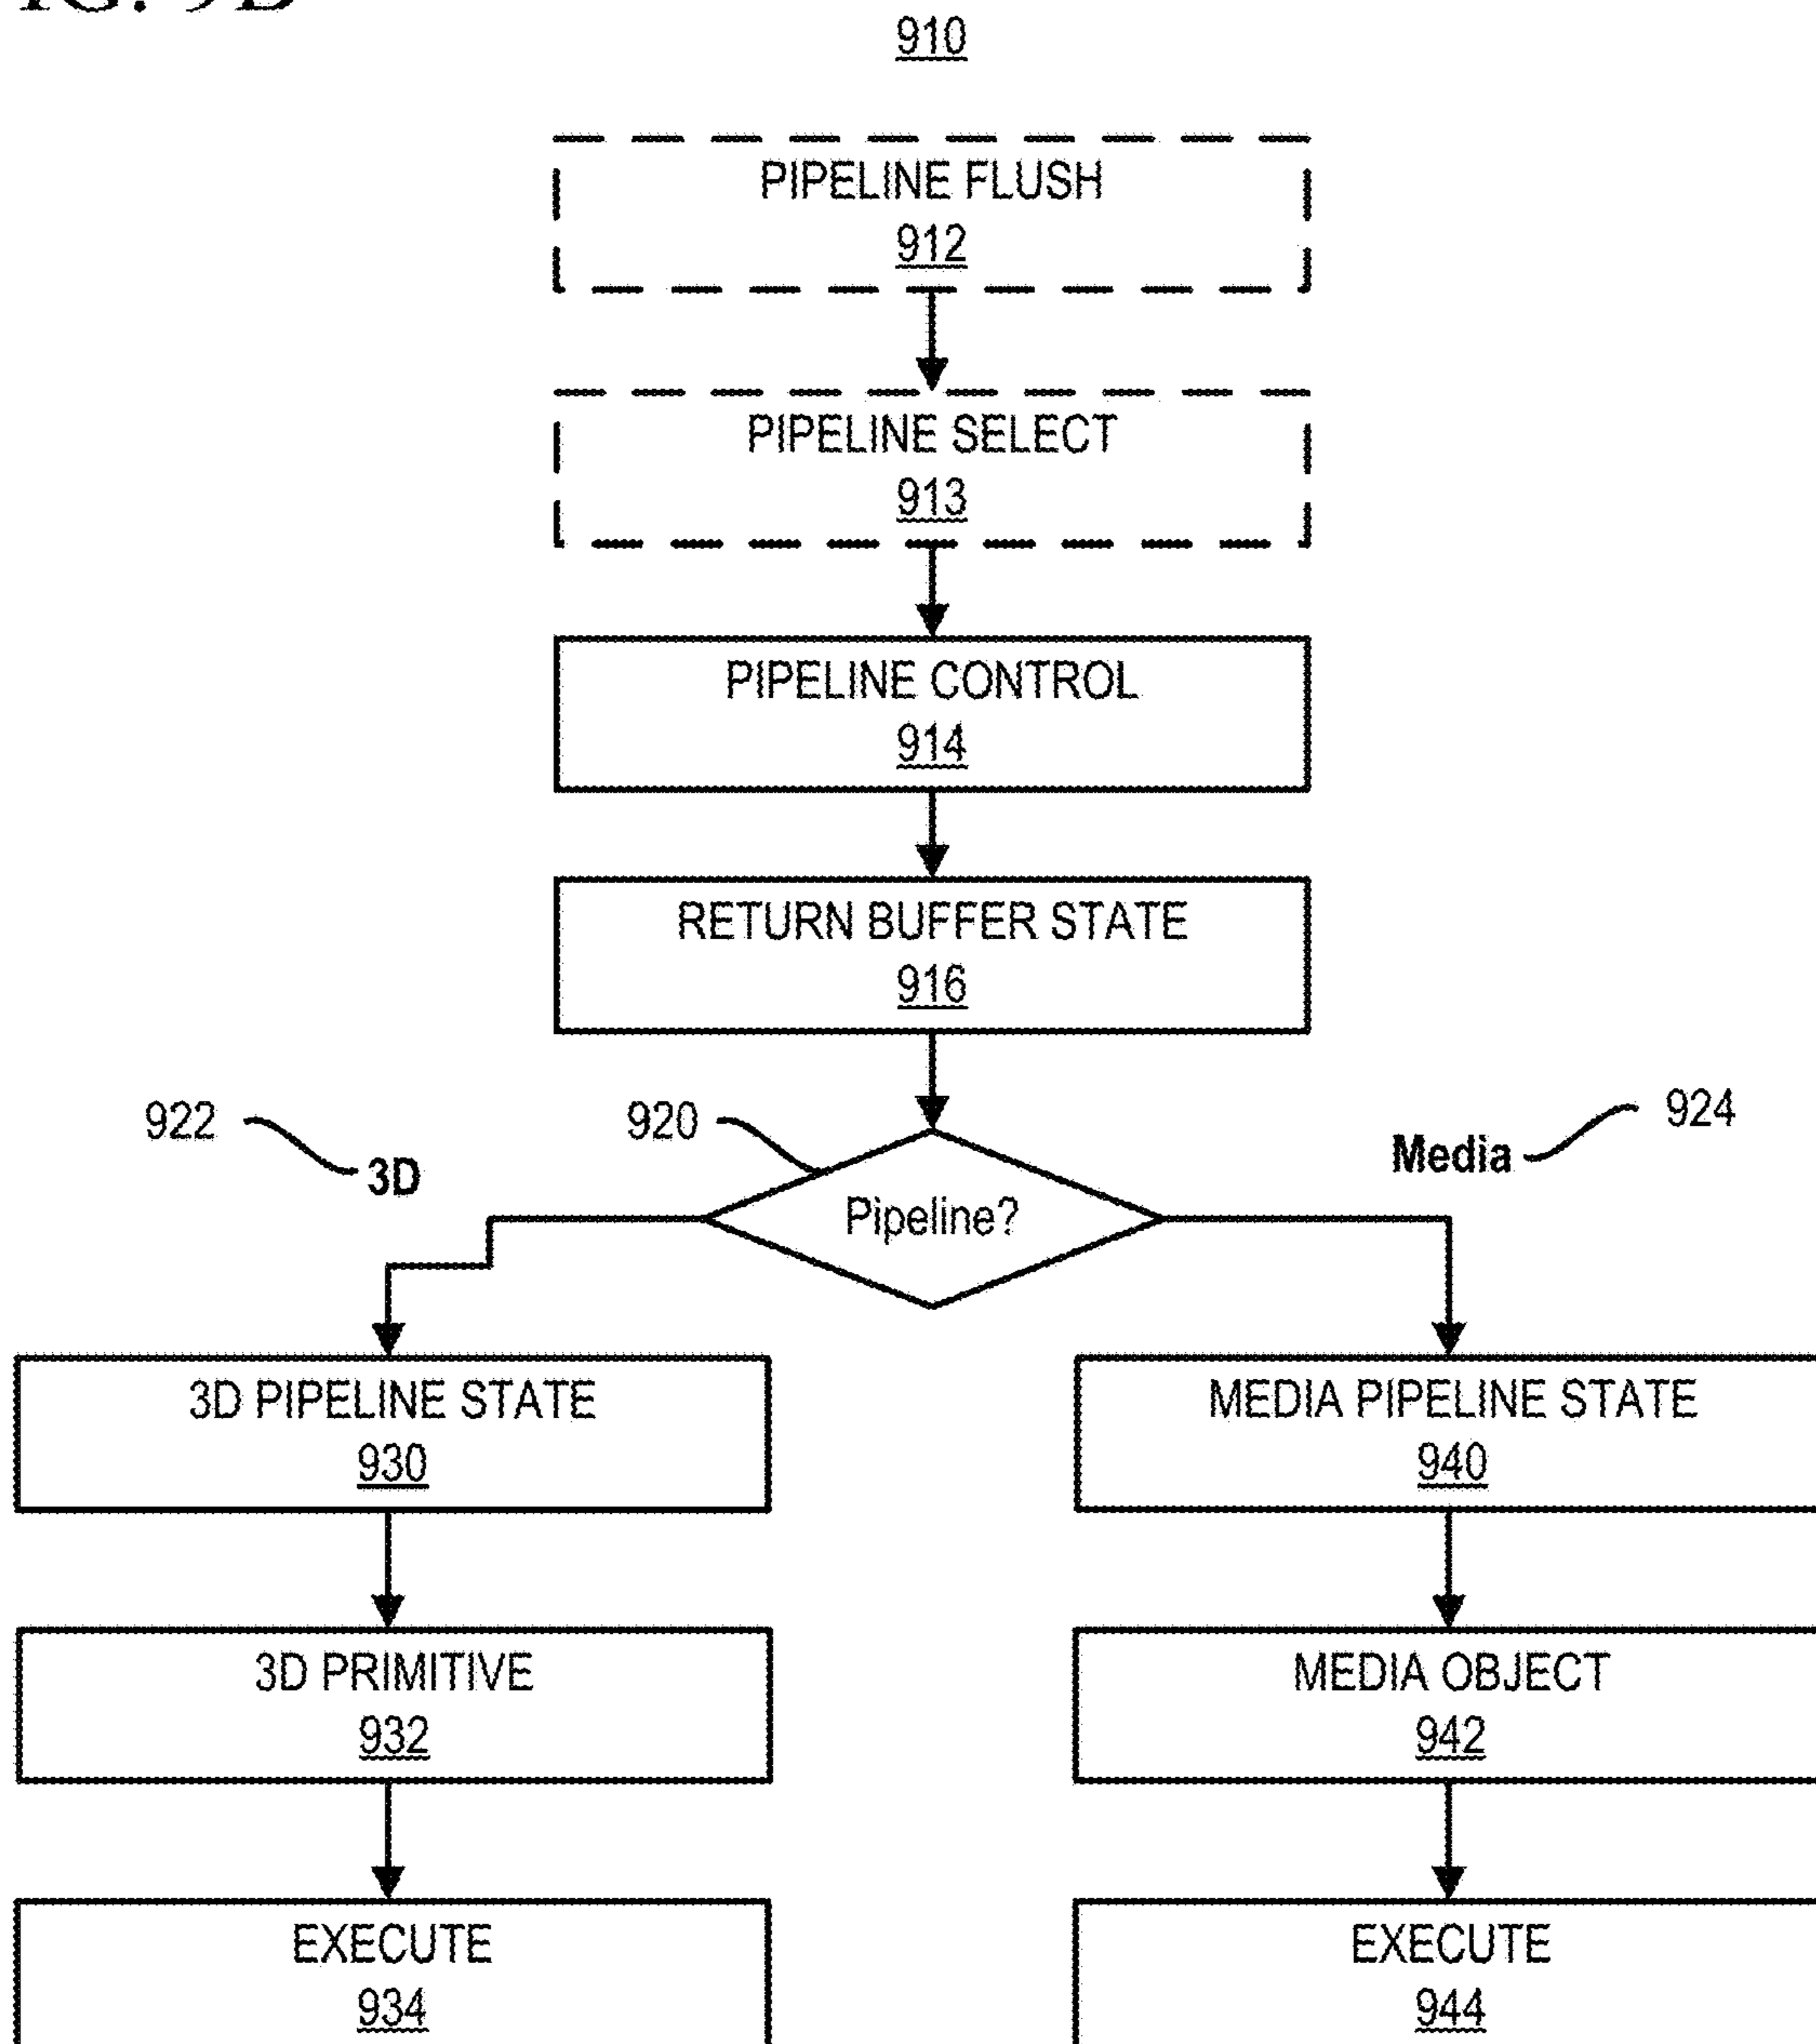 910
PIPELINE FLUSH
912
PIPELINE SELECT
913
PIPELINE CONTROL
914
RETURN BUFFER STATE
916
922
920
924
3D
Media
Pipeline?
3D PIPELINE STATE
930
MEDIA PIPELINE STATE
940
3D PRIMITIVE
932
MEDIA OBJECT
942
EXECUTE
934
EXECUTE
944